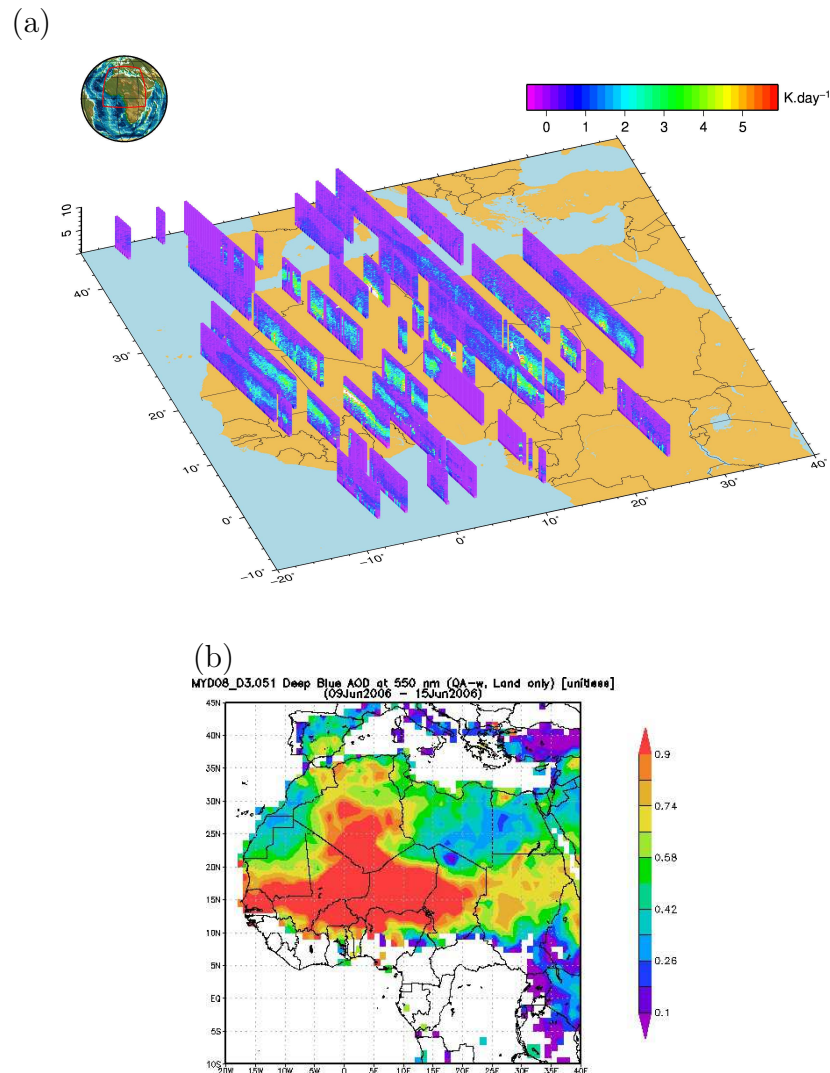 (a)
K.day⁻¹
0 1 2 3 4 5
10
5
40°
30°
20°
10°
0°
−10°
−20°
−10°
0°
10°
20°
30°
40°
(b)
MYD08_D3.051 Deep Blue AOD at 550 nm (QA-w, Land only) [unitless]
(09Jun2006 - 15Jun2006)
45N
40N
35N
30N
25N
20N
15N
10N
5N
EQ
5S
10S
20W 15W 10W 5W 0 5E 10E 15E 20E 25E 30E 35E 40E
0.9
0.74
0.58
0.42
0.26
0.1